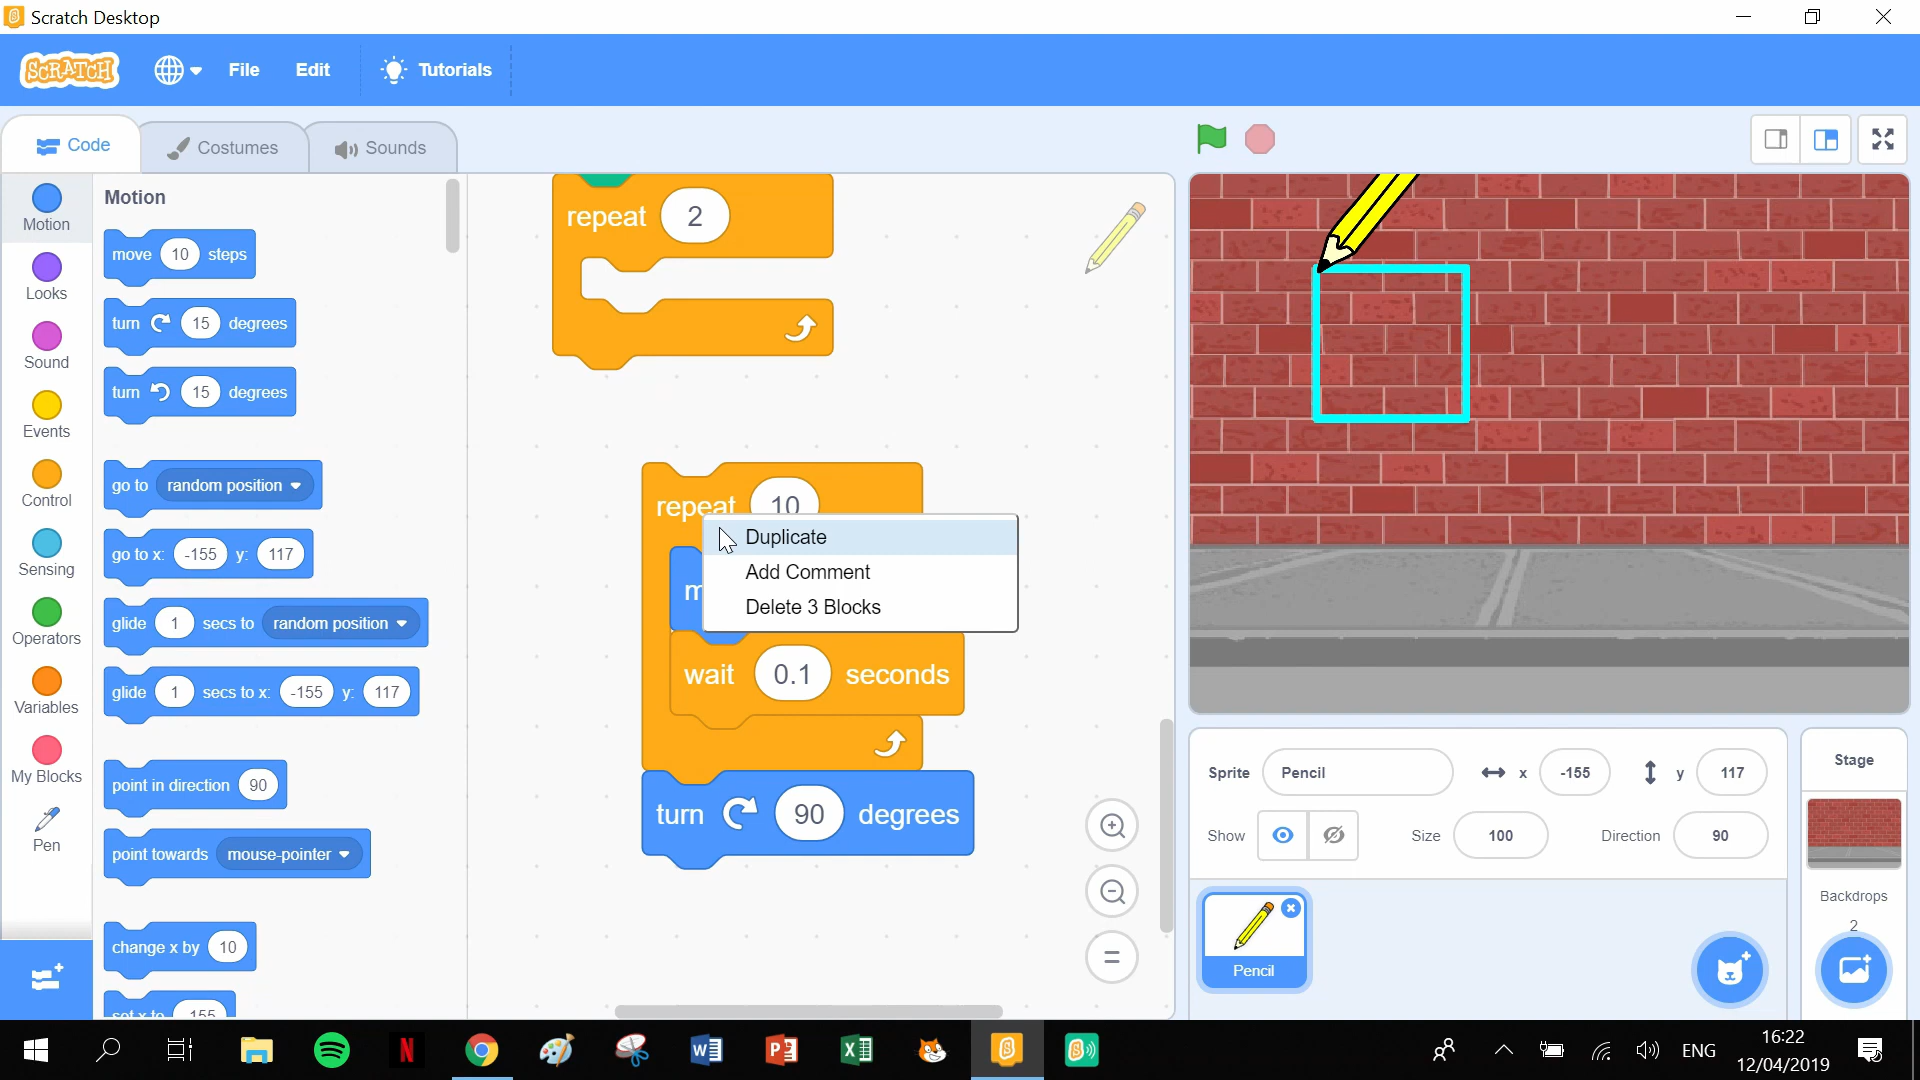 Scratch Desktop
SCRATCH
File
Edit
Tutorials
Code
Costumes
Sounds
Motion
Looks
Sound
Events
Control
Sensing
Operators
Variables
My Blocks
Pen
Motion
move 10 steps
turn 15 degrees
turn 15 degrees
go to random position
go to x: -155 y: 117
glide 1 secs to random position
glide 1 secs to x: -155 y: 117
point in direction 90
point towards mouse-pointer
change x by 10
set x to -155
repeat 2
repeat 10
Duplicate
Add Comment
Delete 3 Blocks
m
wait 0.1 seconds
turn 90 degrees
Sprite Pencil x -155 y 117
Show Size 100 Direction 90
Pencil
Stage
Backdrops
2
ENG
16:22
12/04/2019